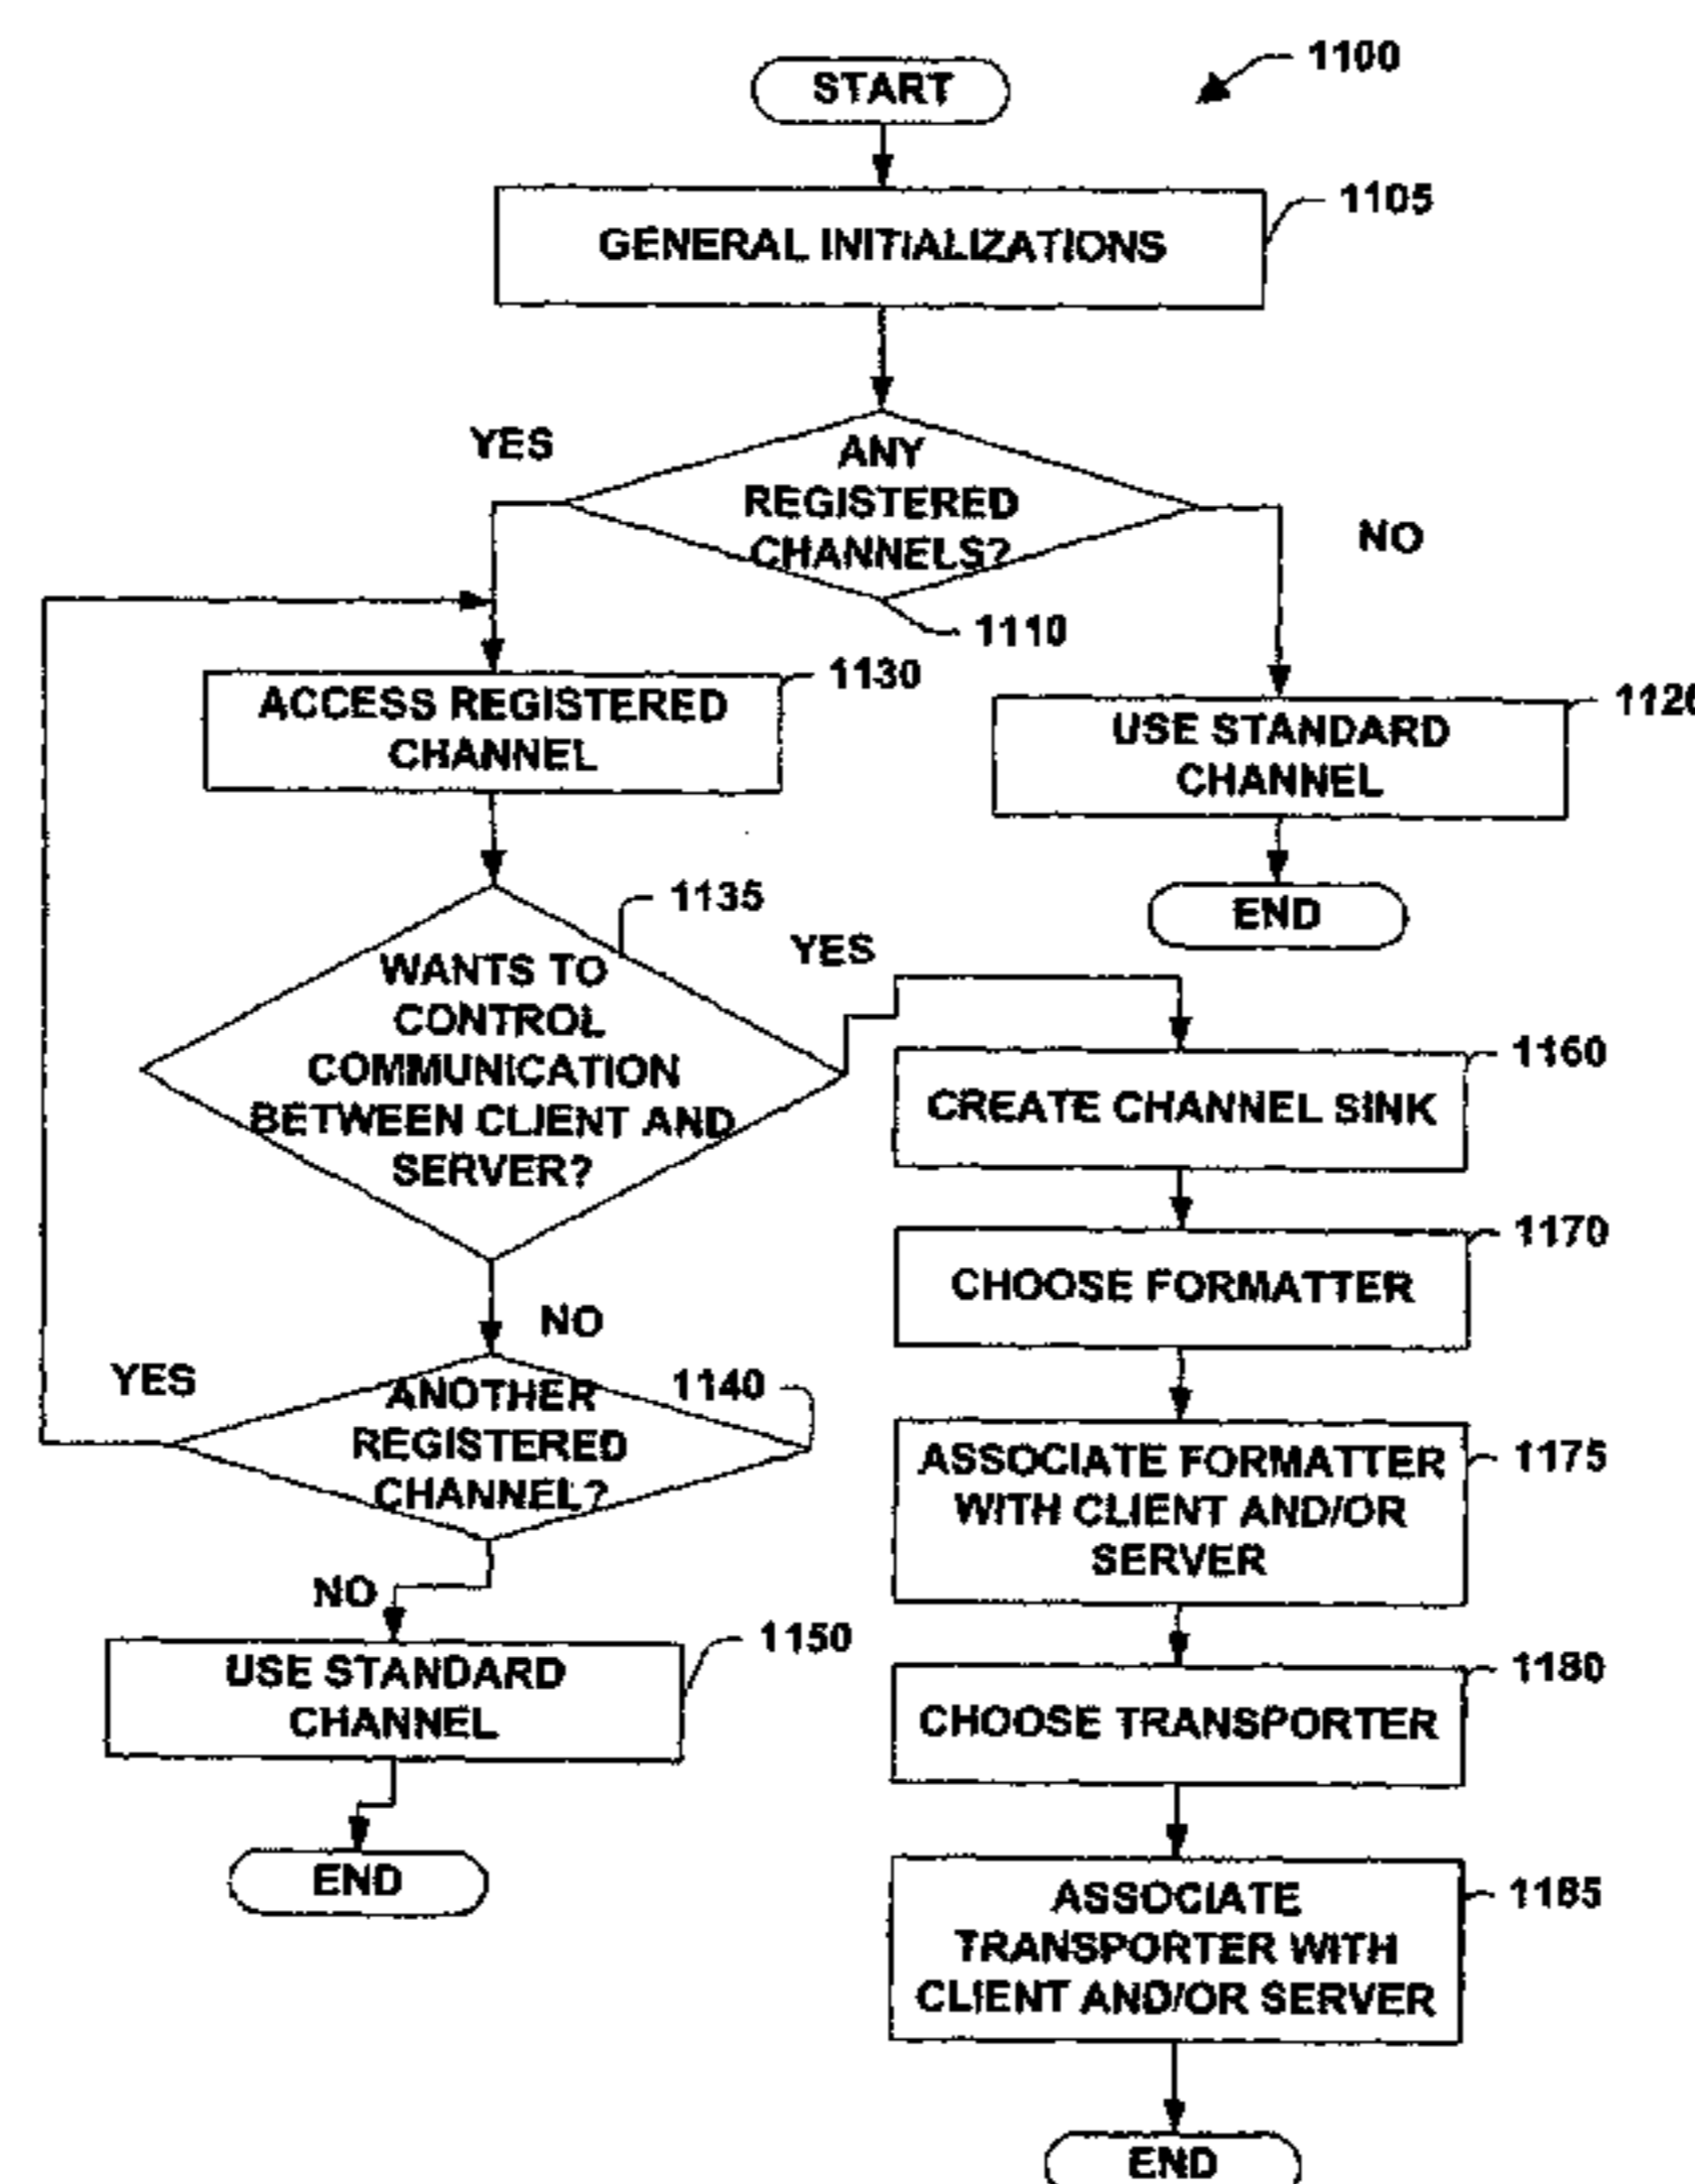 1100
START
1105
GENERAL INITIALIZATIONS
YES
ANY
REGISTERED
CHANNELS?
NO
1110
1130
ACCESS REGISTERED
CHANNEL
1120
USE STANDARD
CHANNEL
END
1135
WANTS TO
CONTROL
COMMUNICATION
BETWEEN CLIENT AND
SERVER?
YES
1160
CREATE CHANNEL SINK
1170
CHOOSE FORMATTER
NO
YES
ANOTHER
REGISTERED
CHANNEL?
1140
1175
ASSOCIATE FORMATTER
WITH CLIENT AND/OR
SERVER
NO
1150
USE STANDARD
CHANNEL
END
1180
CHOOSE TRANSPORTER
1185
ASSOCIATE
TRANSPORTER WITH
CLIENT AND/OR SERVER
END